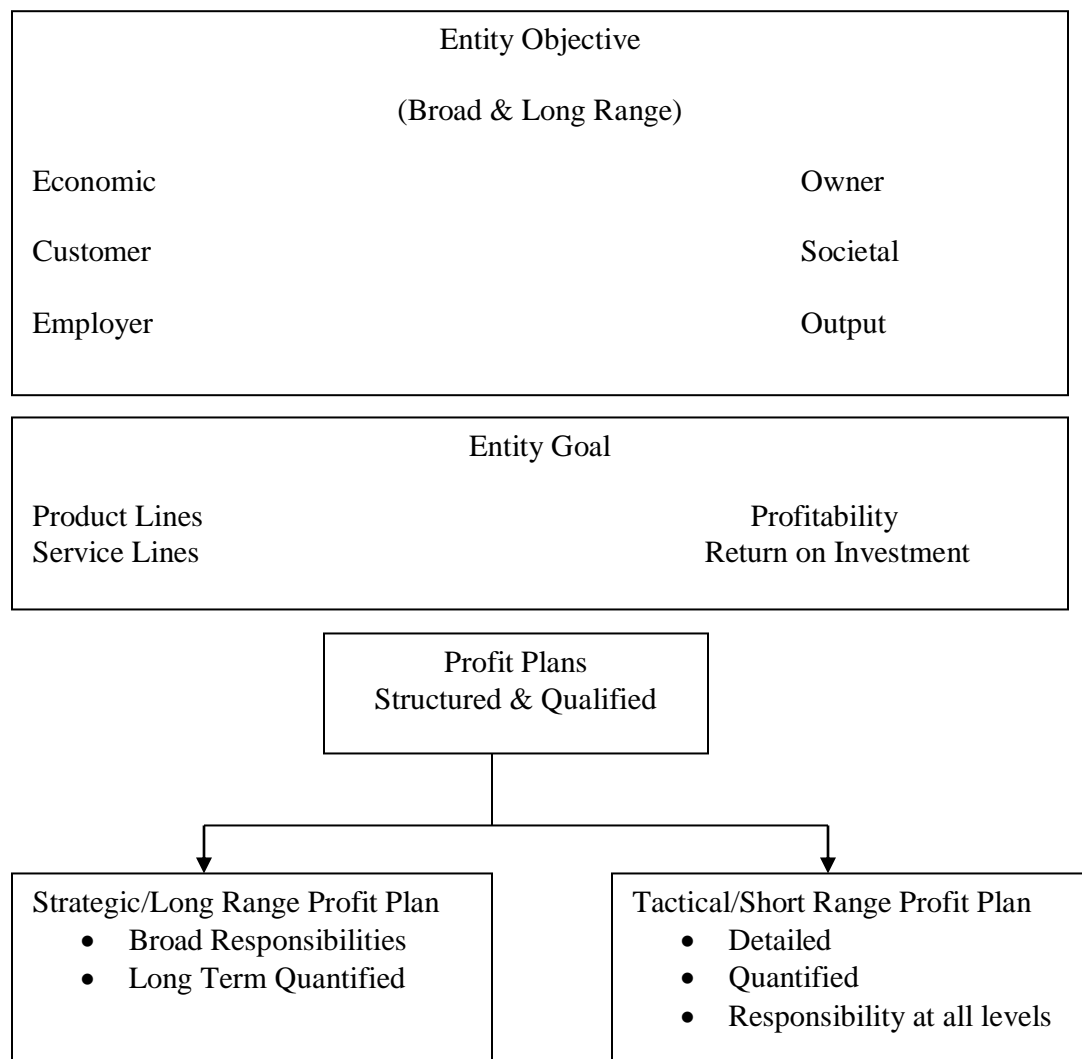 Entity Objective
(Broad & Long Range)
Economic Owner
Customer Societal
Employer Output
Entity Goal
Product Lines Profitability
Service Lines Return on Investment
Profit Plans
Structured & Qualified
Strategic/Long Range Profit Plan
• Broad Responsibilities
• Long Term Quantified
Tactical/Short Range Profit Plan
• Detailed
• Quantified
• Responsibility at all levels